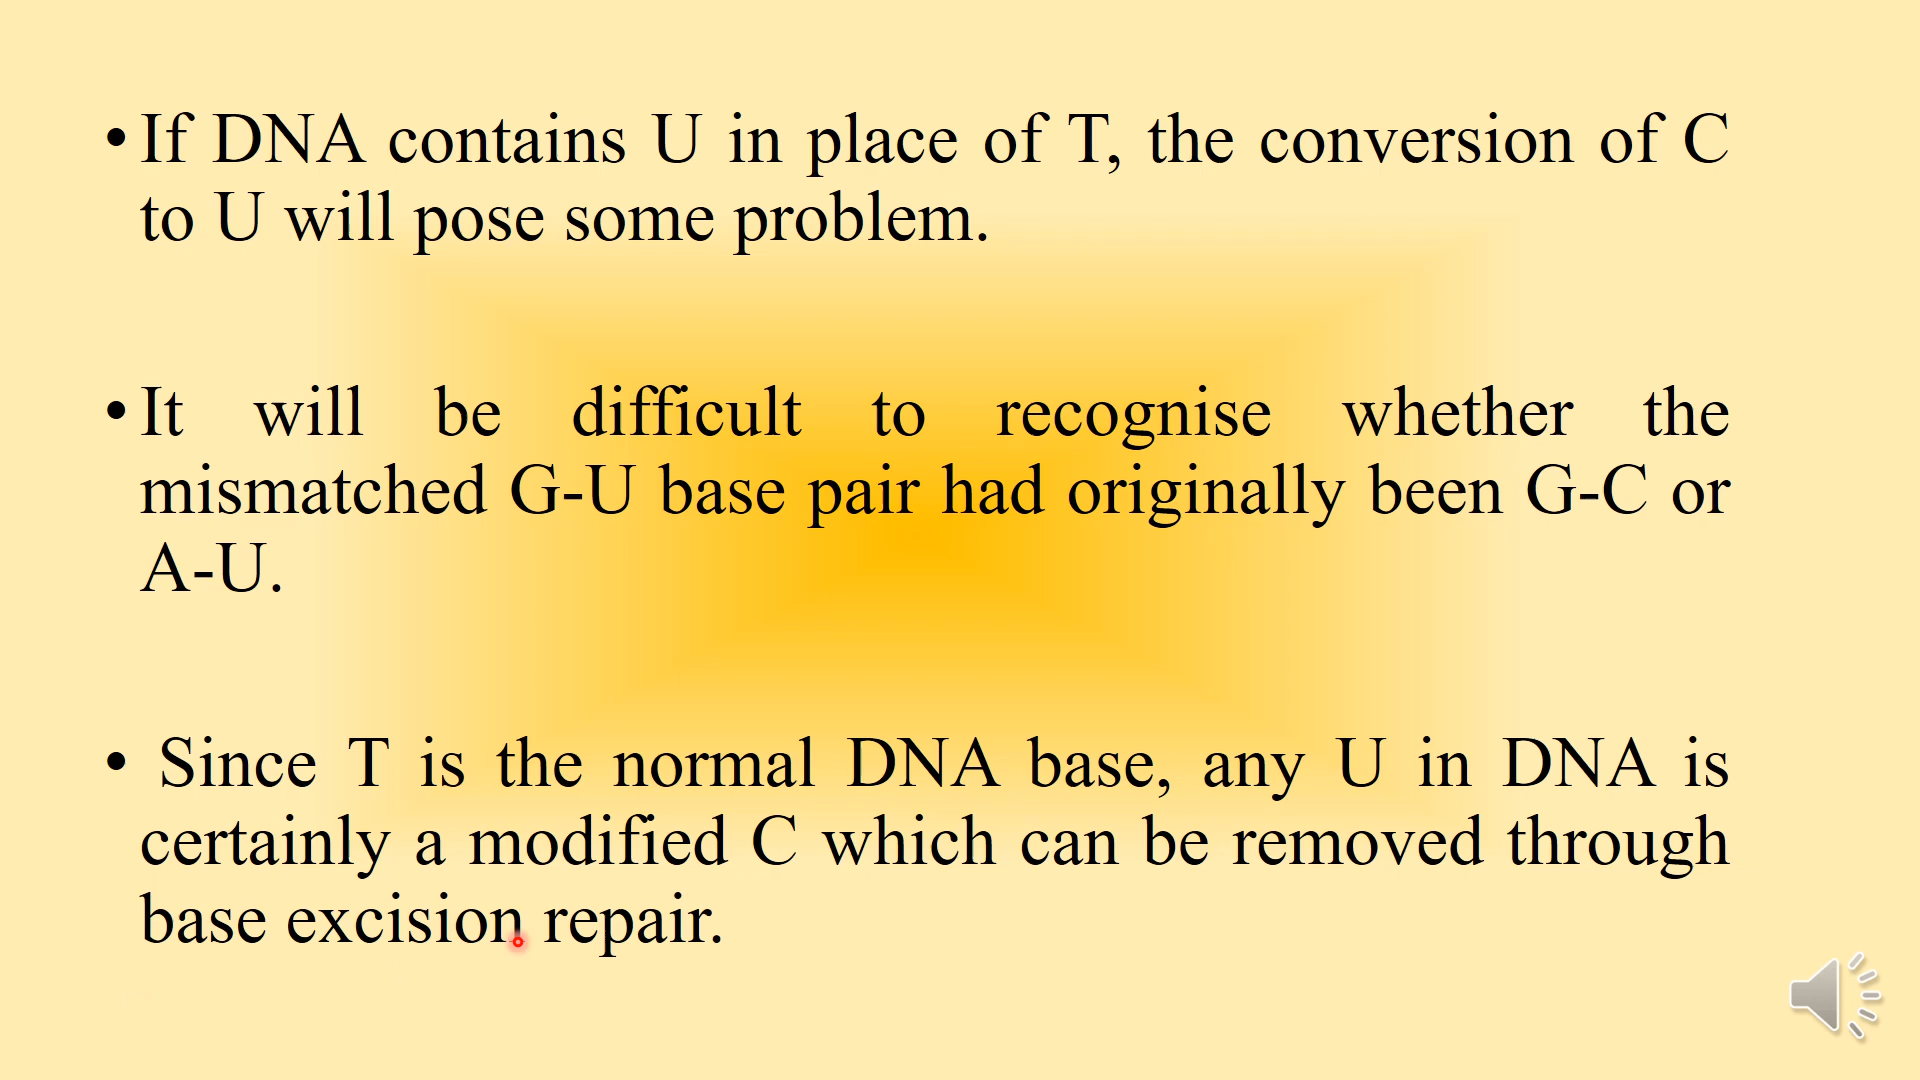 • If DNA contains U in place of T, the conversion of C
to U will pose some problem.
• It will be difficult to recognise whether the
mismatched G-U base pair had originally been G-C or
A-U.
• Since T is the normal DNA base, any U in DNA is
certainly a modified C which can be removed through
base excision repair.